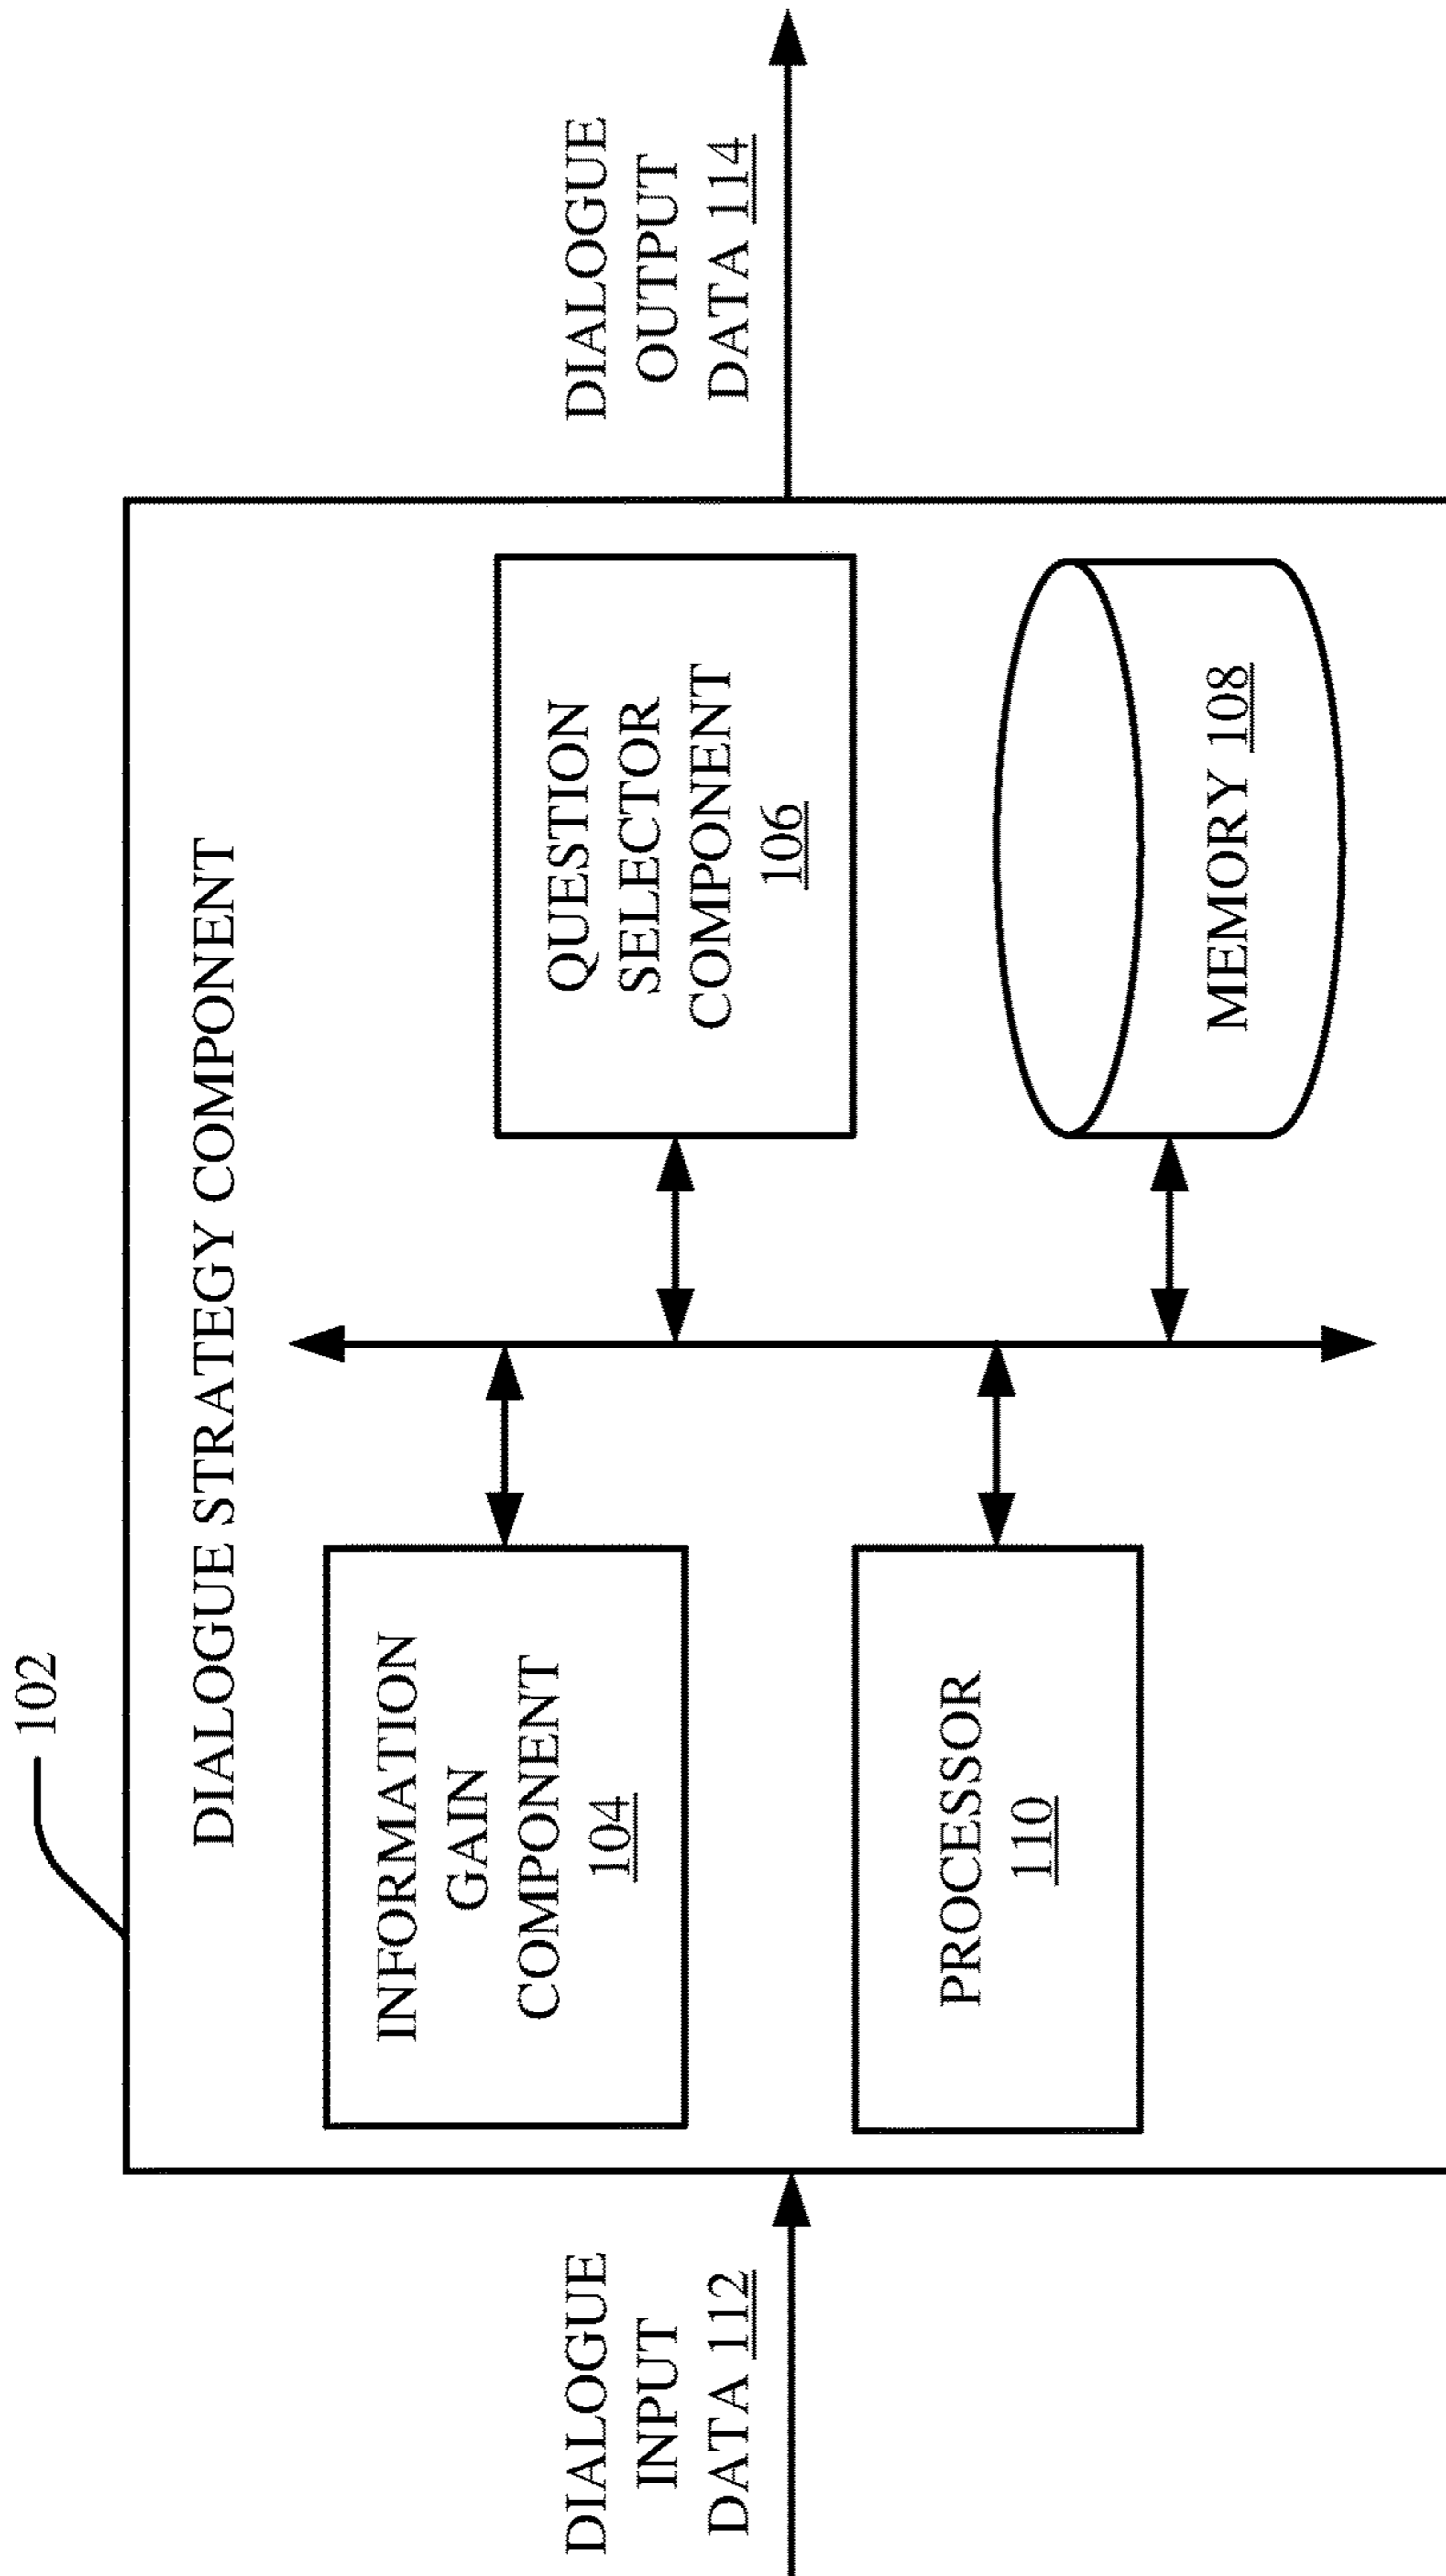 102
DIALOGUE STRATEGY COMPONENT
DIALOGUE
INPUT
DATA 112
INFORMATION
GAIN
COMPONENT
104
QUESTION
SELECTOR
COMPONENT
106
DIALOGUE
OUTPUT
DATA 114
PROCESSOR
110
MEMORY 108